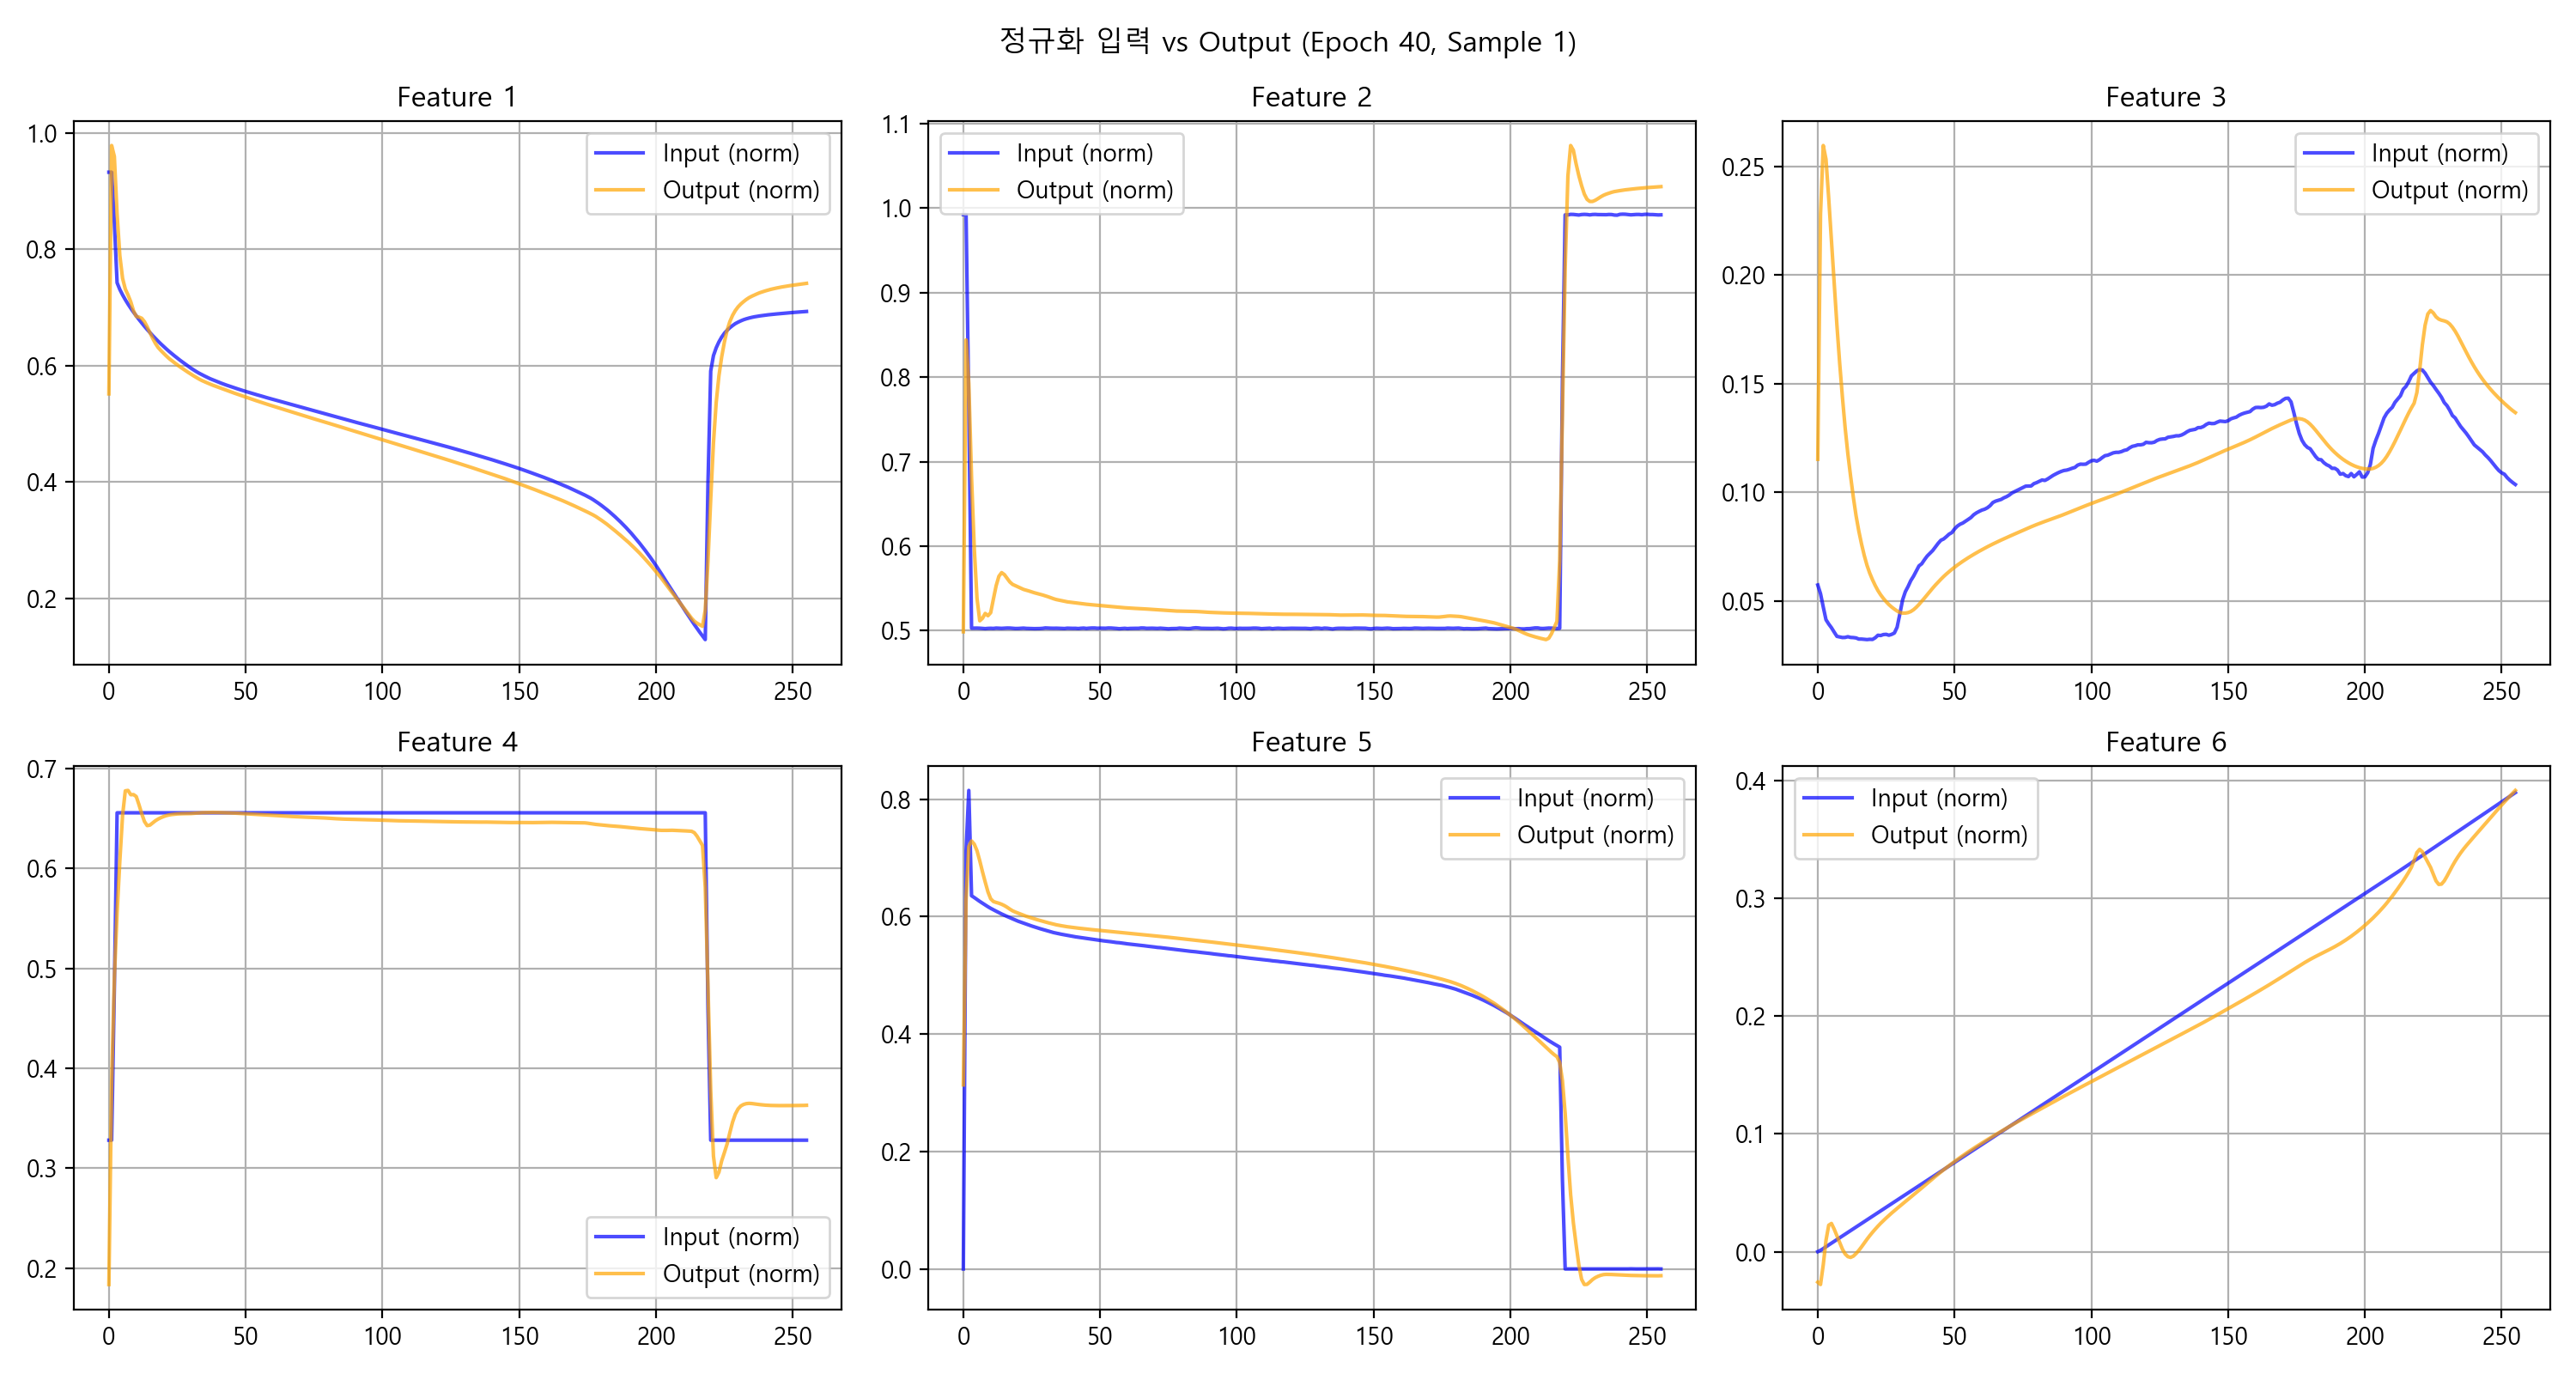 정규화 입력 vs Output (Epoch 40, Sample 1)
Feature 1
1.0
0.8
0.6
0.4
0.2
0 50 100 150 200 250
Input (norm)
Output (norm)
Feature 2
1.1
1.0
0.9
0.8
0.7
0.6
0.5
0 50 100 150 200 250
Input (norm)
Output (norm)
Feature 3
0.25
0.20
0.15
0.10
0.05
0 50 100 150 200 250
Input (norm)
Output (norm)
Feature 4
0.7
0.6
0.5
0.4
0.3
0.2
0 50 100 150 200 250
Input (norm)
Output (norm)
Feature 5
0.8
0.6
0.4
0.2
0.0
0 50 100 150 200 250
Input (norm)
Output (norm)
Feature 6
0.4
0.3
0.2
0.1
0.0
0 50 100 150 200 250
Input (norm)
Output (norm)